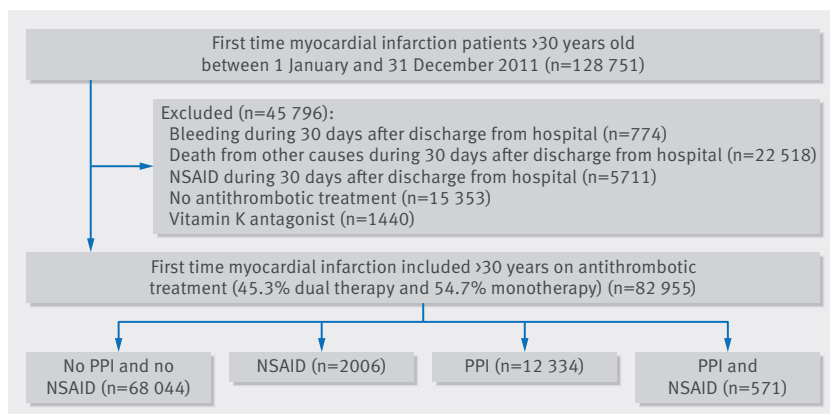 First time myocardial infarction patients >30 years old
between 1 January and 31 December 2011 (n=128 751)
Excluded (n=45 796):
Bleeding during 30 days after discharge from hospital (n=774)
Death from other causes during 30 days after discharge from hospital (n=22 518)
NSAID during 30 days after discharge from hospital (n=5711)
No antithrombotic treatment (n=15 353)
Vitamin K antagonist (n=1440)
First time myocardial infarction included >30 years on antithrombotic
treatment (45.3% dual therapy and 54.7% monotherapy) (n=82 955)
No PPI and no
NSAID (n=68 044)
NSAID (n=2006)
PPI (n=12 334)
PPI and
NSAID (n=571)